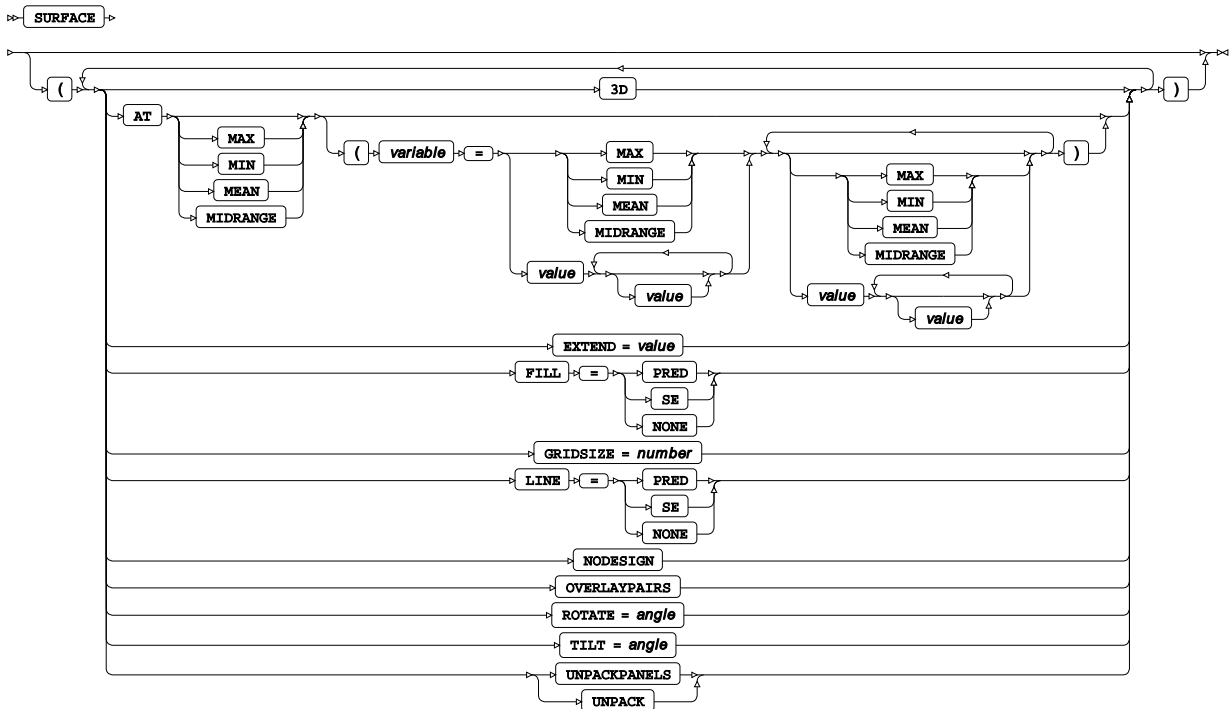 SURFACE
( 3D )
AT
MAX
MIN
MEAN
MIDRANGE
( variable =
MAX
MIN
MEAN
MIDRANGE
value
value
MAX
MIN
MEAN
MIDRANGE
value
value
)
EXTEND = value
FILL = PRED
SE
NONE
GRIDSIZE = number
LINE = PRED
SE
NONE
NODESIGN
OVERLAYPAIRS
ROTATE = angle
TILT = angle
UNPACKPANELS
UNPACK